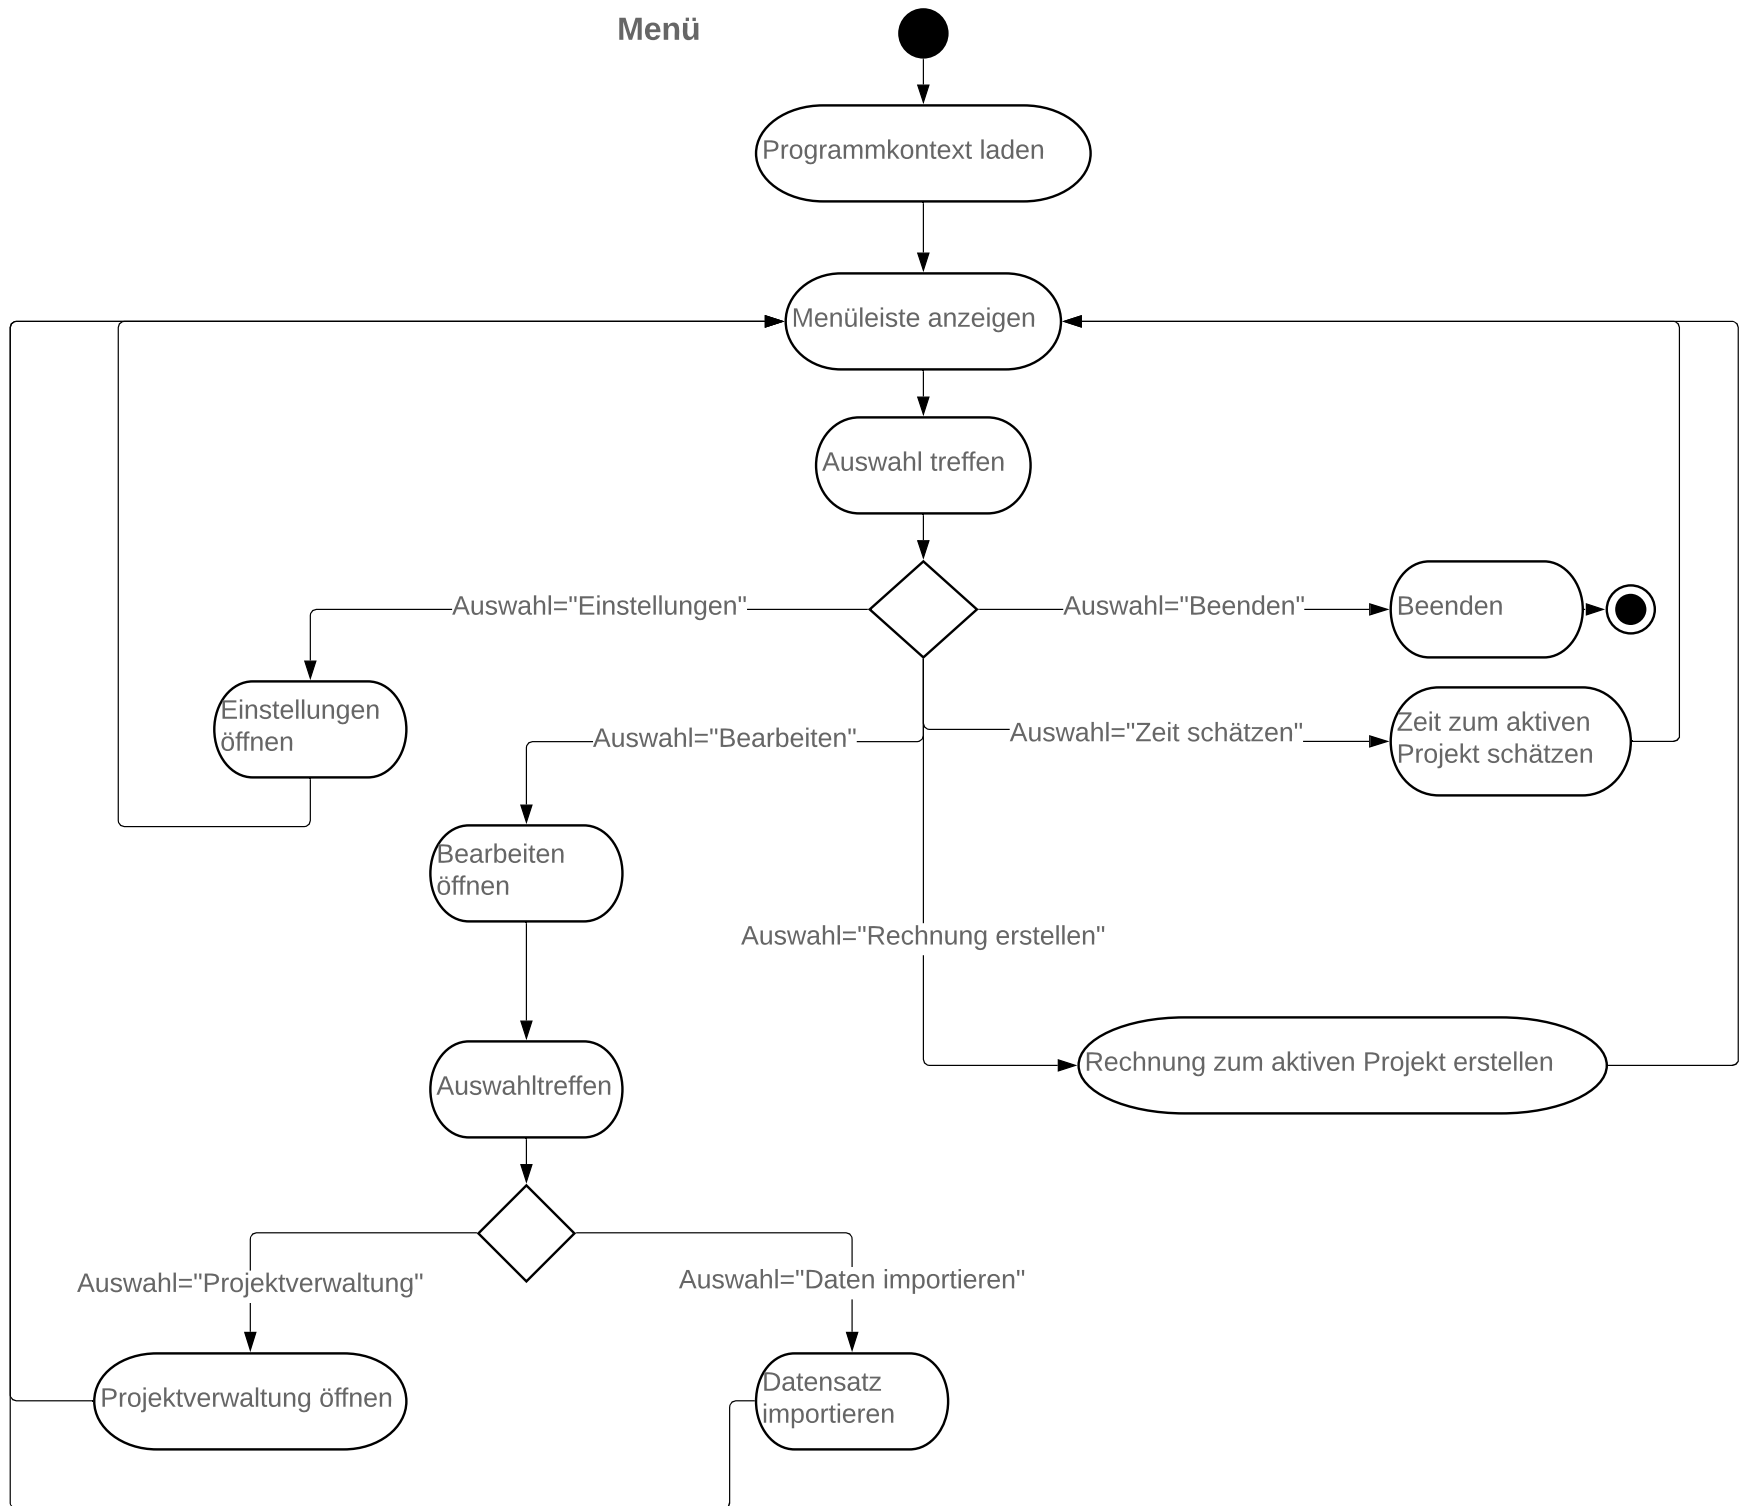 Menü
Programmkontext laden
Menüleiste anzeigen
Auswahl treffen
Auswahl="Einstellungen"
Auswahl="Beenden"
Beenden
Einstellungen
öffnen
Auswahl="Bearbeiten"
Auswahl="Zeit schätzen"
Zeit zum aktiven
Projekt schätzen
Bearbeiten
öffnen
Auswahl="Rechnung erstellen"
Rechnung zum aktiven Projekt erstellen
Auswahltreffen
Auswahl="Projektverwaltung"
Auswahl="Daten importieren"
Projektverwaltung öffnen
Datensatz
importieren